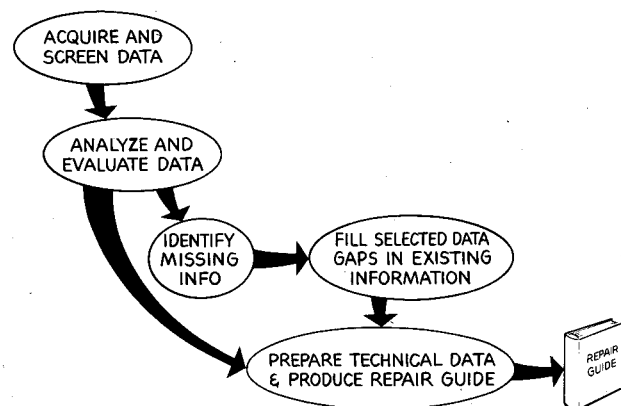 ACQUIRE AND
SCREEN DATA
ANALYZE AND
EVALUATE DATA
IDENTIFY
MISSING
INFO
FILL SELECTED DATA
GAPS IN EXISTING
INFORMATION
PREPARE TECHNICAL DATA
& PRODUCE REPAIR GUIDE
REPAIR
GUIDE